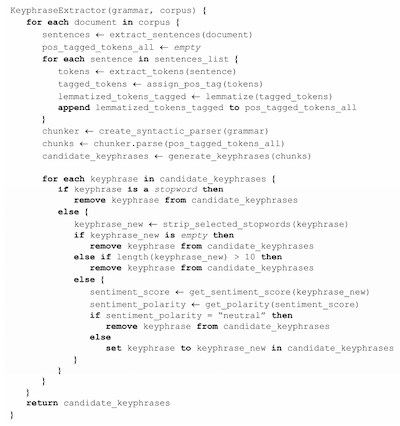 KeyphraseExtractor(grammar, corpus) {
for each document in corpus {
sentences ← extract_sentences(document)
pos_tagged_tokens_all ← empty
for each sentence in sentences_list {
tokens ← extract_tokens(sentence)
tagged_tokens ← assign_pos_tag(tokens)
lemmatized_tokens_tagged ← lemmatize(tagged_tokens)
append lemmatized_tokens_tagged to pos_tagged_tokens_all
}
chunker ← create_syntactic_parser(grammar)
chunks ← chunker.parse(pos_tagged_tokens_all)
candidate_keyphrases ← generate_keyphrases(chunks)
for each keyphrase in candidate_keyphrases {
if keyphrase is a stopword then
remove keyphrase from candidate_keyphrases
else {
keyphrase_new ← strip_selected_stopwords(keyphrase)
if keyphrase_new is empty then
remove keyphrase from candidate_keyphrases
else if length(keyphrase_new) > 10 then
remove keyphrase from candidate_keyphrases
else {
sentiment_score ← get_sentiment_score(keyphrase_new)
sentiment_polarity ← get_polarity(sentiment_score)
if sentiment_polarity = “neutral” then
remove keyphrase from candidate_keyphrases
else
set keyphrase to keyphrase_new in candidate_keyphrases
}
}
}
}
return candidate_keyphrases
}